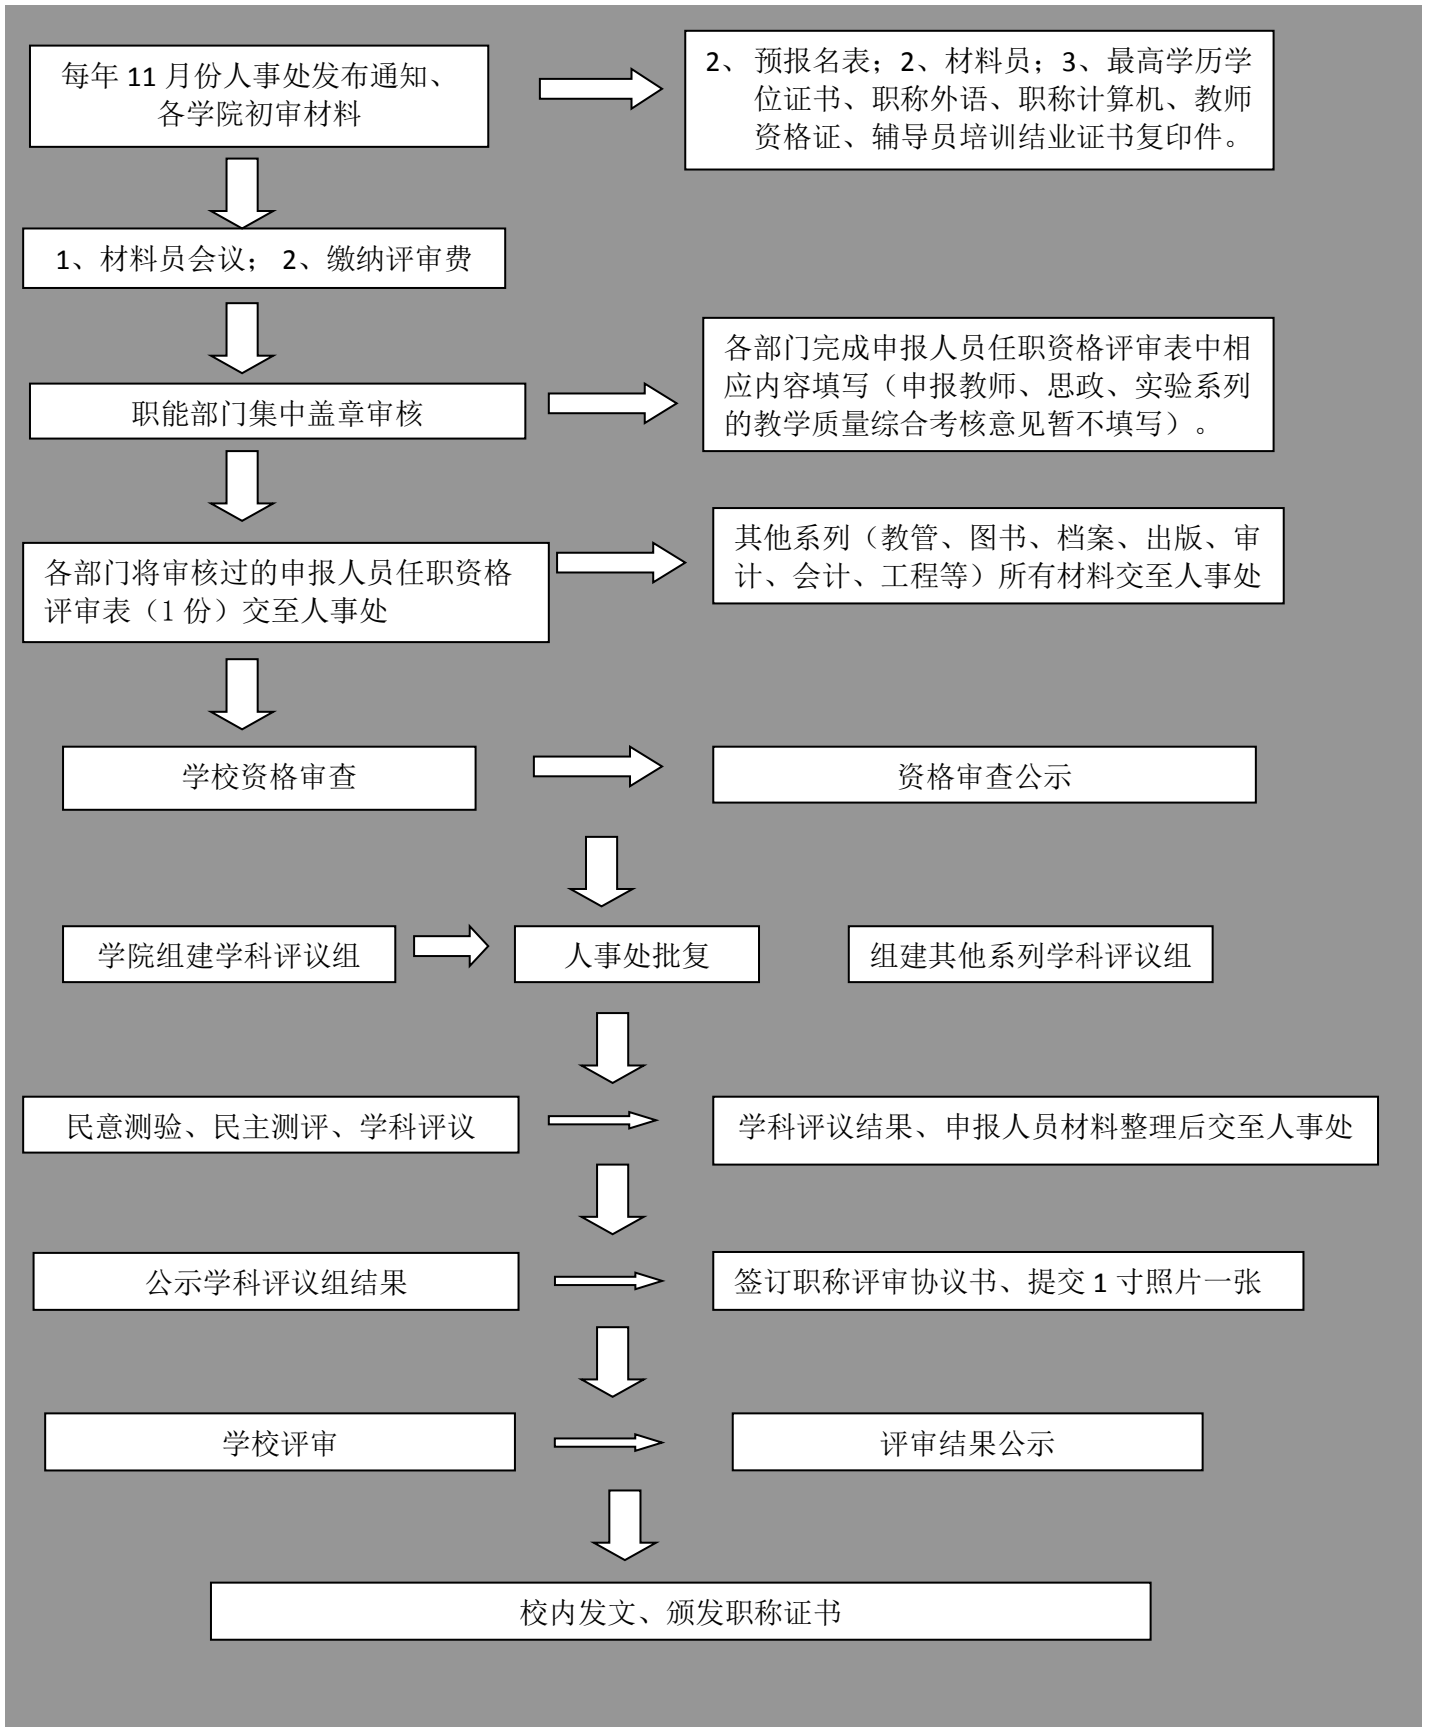 每年 11 月份人事处发布通知、
各学院初审材料
2、 预报名表；2、材料员；3、最高学历学
位证书、职称外语、职称计算机、教师
资格证、辅导员培训结业证书复印件。
1、材料员会议； 2、缴纳评审费
各部门完成申报人员任职资格评审表中相
应内容填写（申报教师、思政、实验系列
的教学质量综合考核意见暂不填写）。
职能部门集中盖章审核
其他系列（教管、图书、档案、出版、审
计、会计、工程等）所有材料交至人事处
各部门将审核过的申报人员任职资格
评审表（1 份）交至人事处
学校资格审查
资格审查公示
学院组建学科评议组
人事处批复
组建其他系列学科评议组
民意测验、民主测评、学科评议
学科评议结果、申报人员材料整理后交至人事处
公示学科评议组结果
签订职称评审协议书、提交 1 寸照片一张
学校评审
评审结果公示
校内发文、颁发职称证书